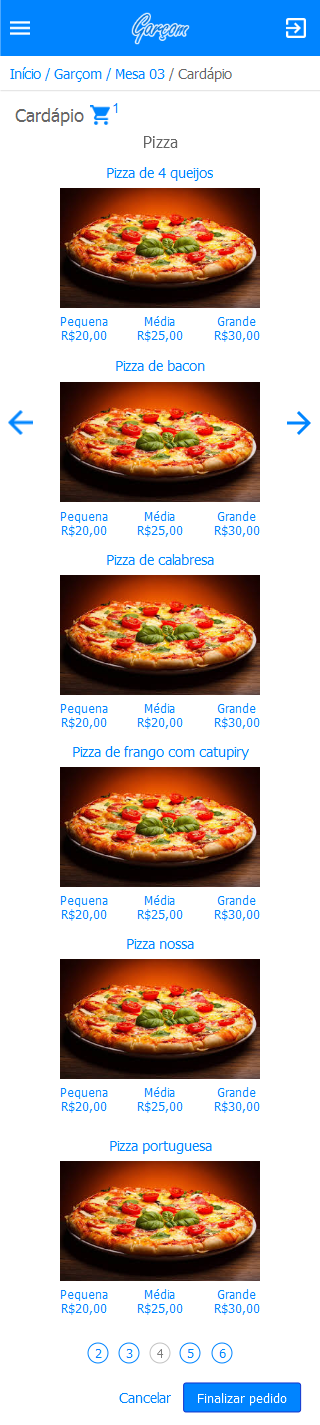 Garçom
Início / Garçom / Mesa 03 / Cardápio
Cardápio 1
Pizza
Pizza de 4 queijos
Pequena Média Grande
R$20,00 R$25,00 R$30,00
Pizza de bacon
Pequena Média Grande
R$20,00 R$25,00 R$30,00
Pizza de calabresa
Pequena Média Grande
R$20,00 R$20,00 R$30,00
Pizza de frango com catupiry
Pequena Média Grande
R$20,00 R$25,00 R$30,00
Pizza nossa
Pequena Média Grande
R$20,00 R$25,00 R$30,00
Pizza portuguesa
Pequena Média Grande
R$20,00 R$25,00 R$30,00
2 3 4 5 6
Cancelar Finalizar pedido